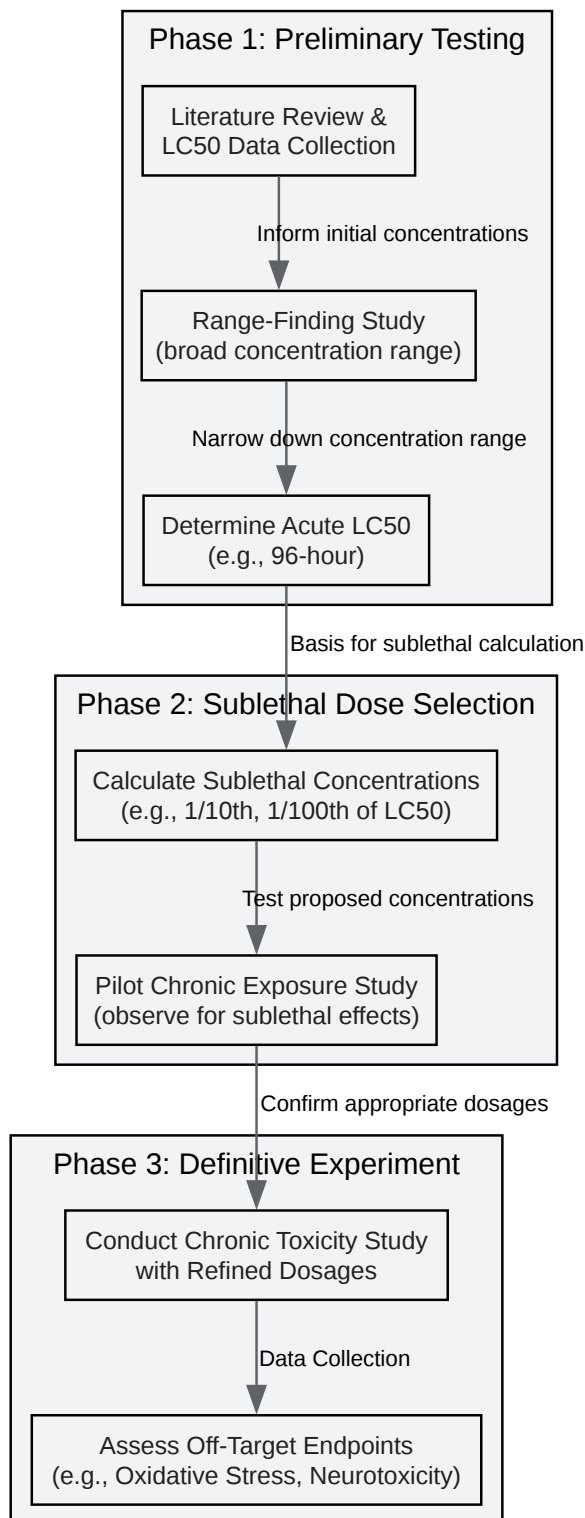 Phase 1: Preliminary Testing
Literature Review &
LC50 Data Collection
Inform initial concentrations
Range-Finding Study
(broad concentration range)
Narrow down concentration range
Determine Acute LC50
(e.g., 96-hour)
Basis for sublethal calculation
Phase 2: Sublethal Dose Selection
Calculate Sublethal Concentrations
(e.g., 1/10th, 1/100th of LC50)
Test proposed concentrations
Pilot Chronic Exposure Study
(observe for sublethal effects)
Confirm appropriate dosages
Phase 3: Definitive Experiment
Conduct Chronic Toxicity Study
with Refined Dosages
Data Collection
Assess Off-Target Endpoints
(e.g., Oxidative Stress, Neurotoxicity)